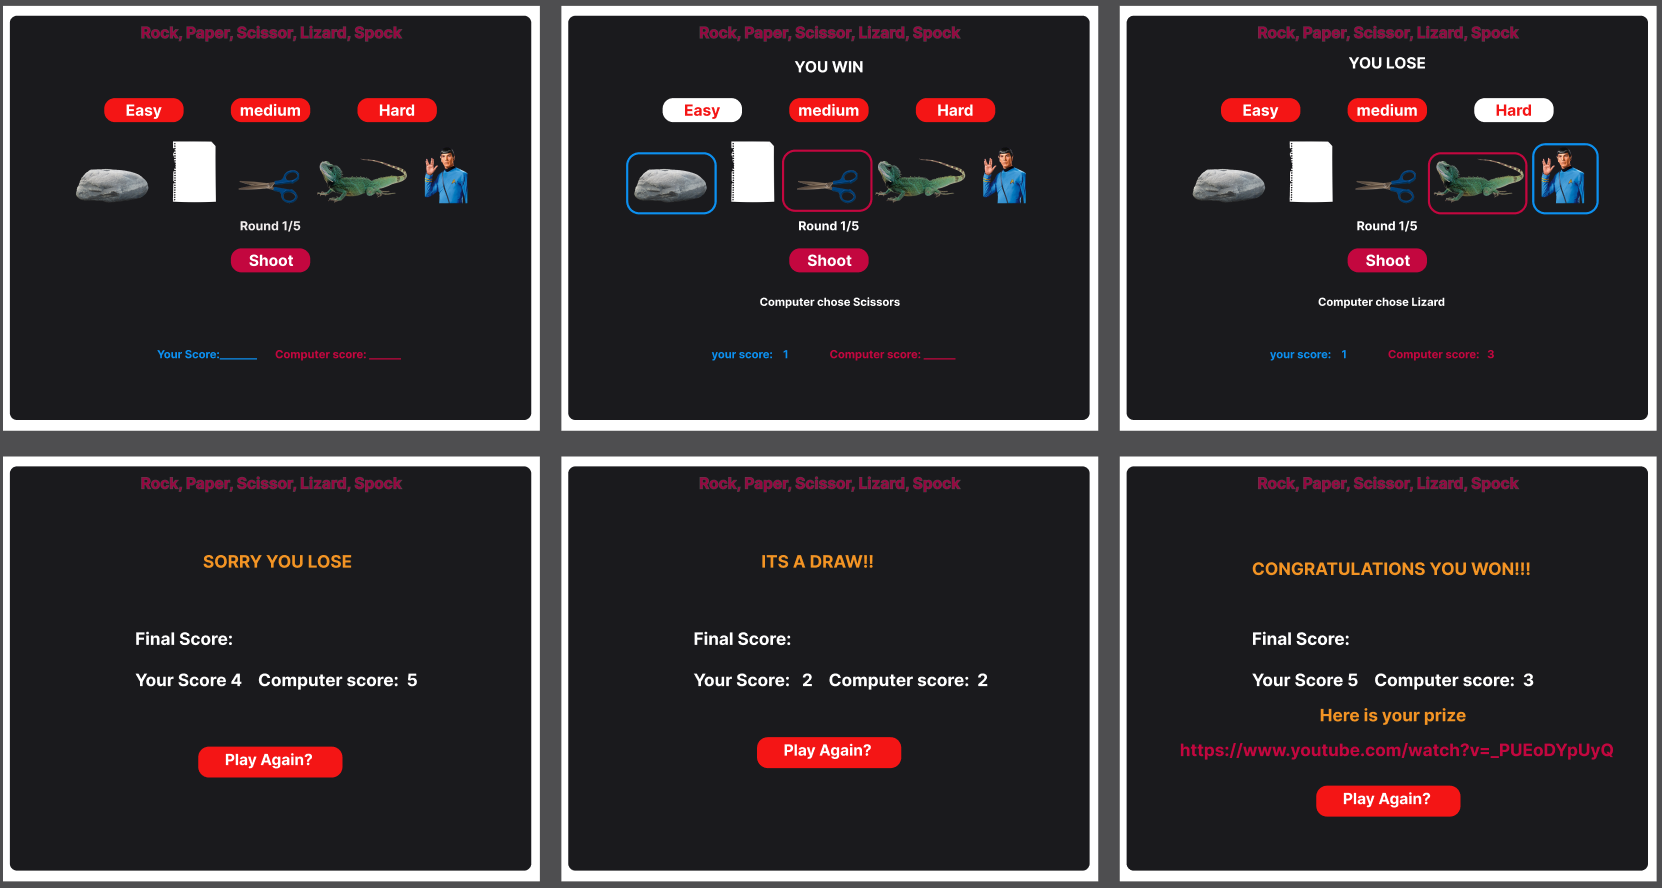 Rock, Paper, Scissor, Lizard, Spock
Easy medium Hard
Round 1/5
Shoot
Your Score:______ Computer score: _____
Rock, Paper, Scissor, Lizard, Spock
YOU WIN
Easy medium Hard
Round 1/5
Shoot
Computer chose Scissors
your score: 1 Computer score: _____
Rock, Paper, Scissor, Lizard, Spock
YOU LOSE
Easy medium Hard
Round 1/5
Shoot
Computer chose Lizard
your score: 1 Computer score: 3
Rock, Paper, Scissor, Lizard, Spock
SORRY YOU LOSE
Final Score:
Your Score 4 Computer score: 5
Play Again?
Rock, Paper, Scissor, Lizard, Spock
ITS A DRAW!!
Final Score:
Your Score: 2 Computer score: 2
Play Again?
Rock, Paper, Scissor, Lizard, Spock
CONGRATULATIONS YOU WON!!!
Final Score:
Your Score 5 Computer score: 3
Here is your prize
https://www.youtube.com/watch?v=_PUEoDYpUyQ
Play Again?